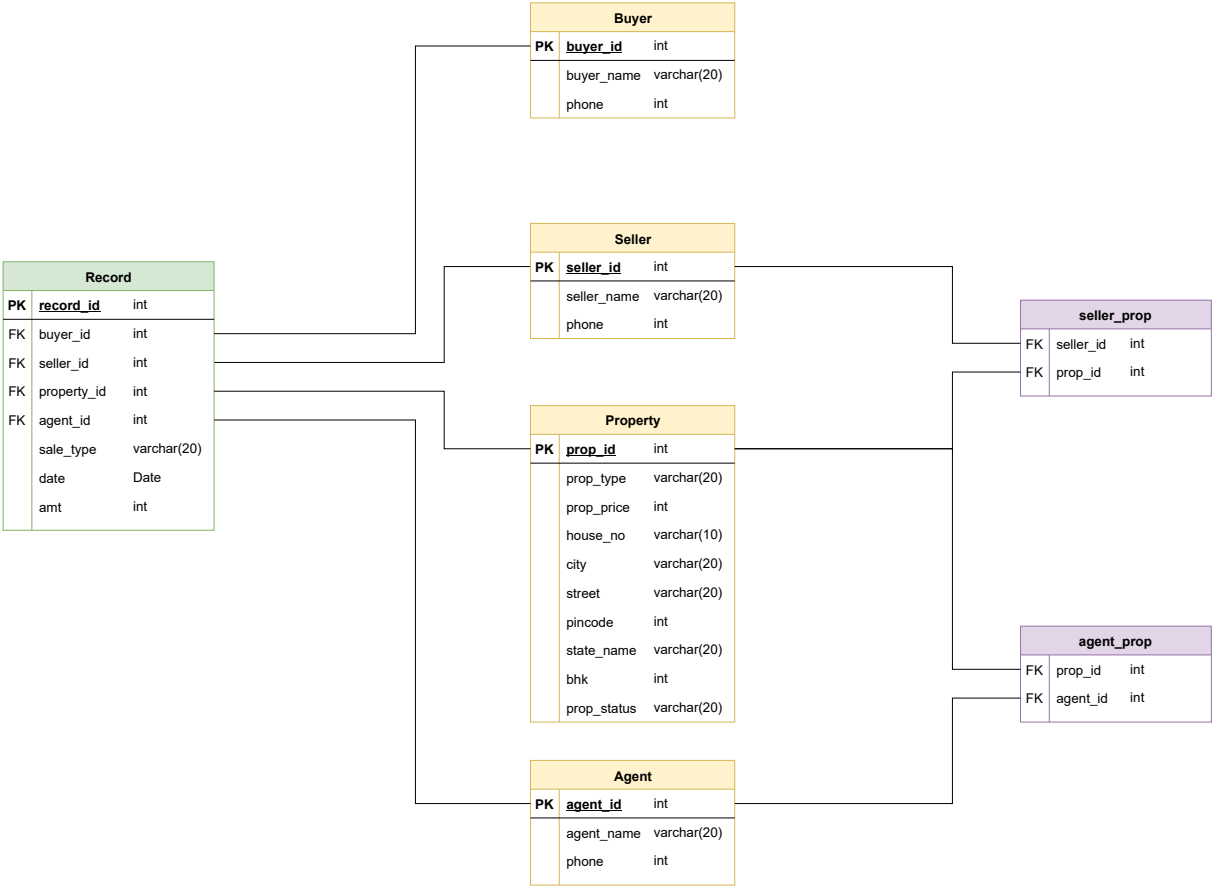 Buyer
PK buyer_id int
buyer_name varchar(20)
phone int
Seller
PK seller_id int
seller_name varchar(20)
phone int
Record
PK record_id int
FK buyer_id int
FK seller_id int
FK property_id int
FK agent_id int
sale_type varchar(20)
date Date
amt int
seller_prop
FK seller_id int
FK prop_id int
Property
PK prop_id int
prop_type varchar(20)
prop_price int
house_no varchar(10)
city varchar(20)
street varchar(20)
pincode int
state_name varchar(20)
bhk int
prop_status varchar(20)
agent_prop
FK prop_id int
FK agent_id int
Agent
PK agent_id int
agent_name varchar(20)
phone int